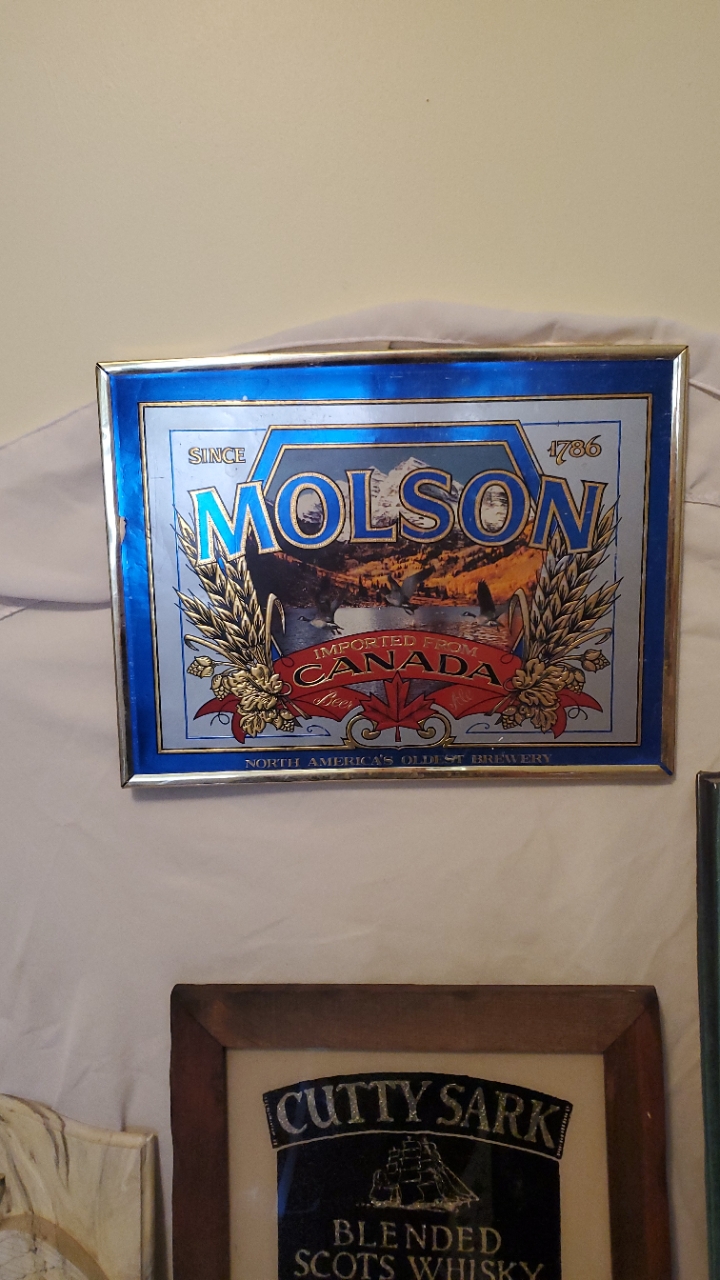 SINCE 1786
MOLSON
IMPORTED FROM
CANADA
Beer Ale
NORTH AMERICA'S OLDEST BREWERY
CUTTY SARK
BLENDED
SCOTS WHISKY